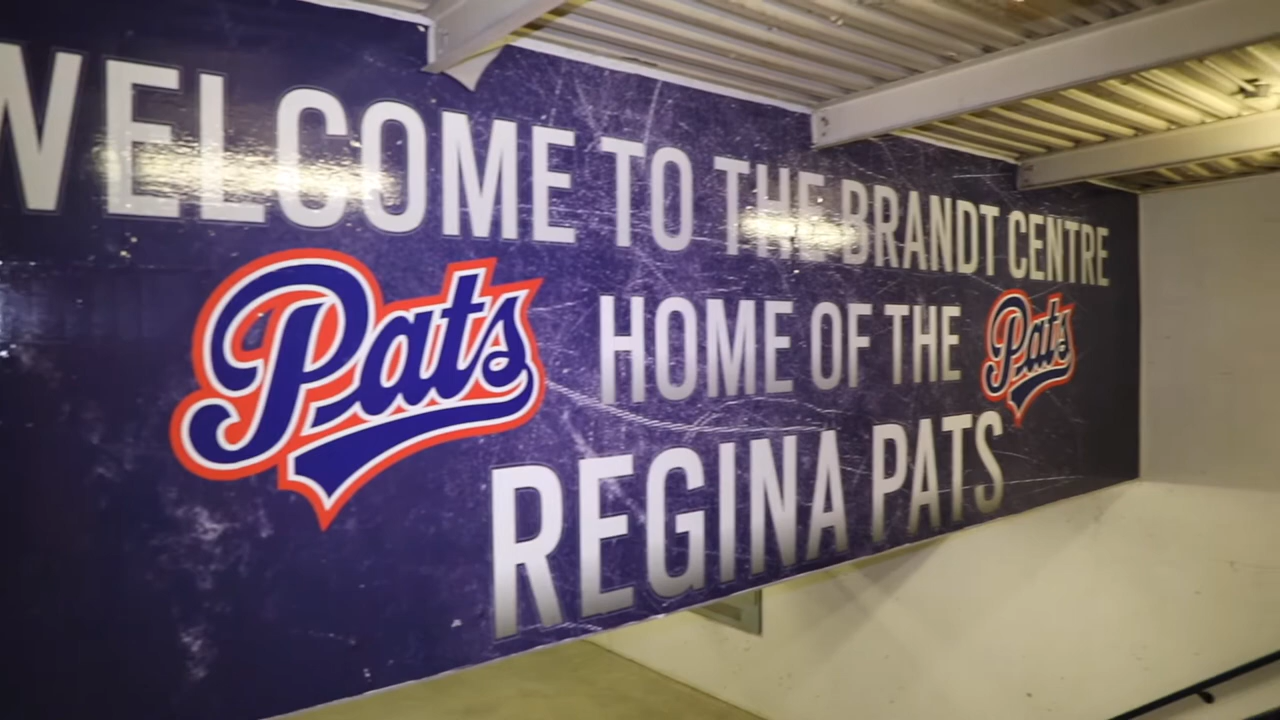 WELCOME TO THE BRANDT CENTRE
Pats HOME OF THE Pats
REGINA PATS